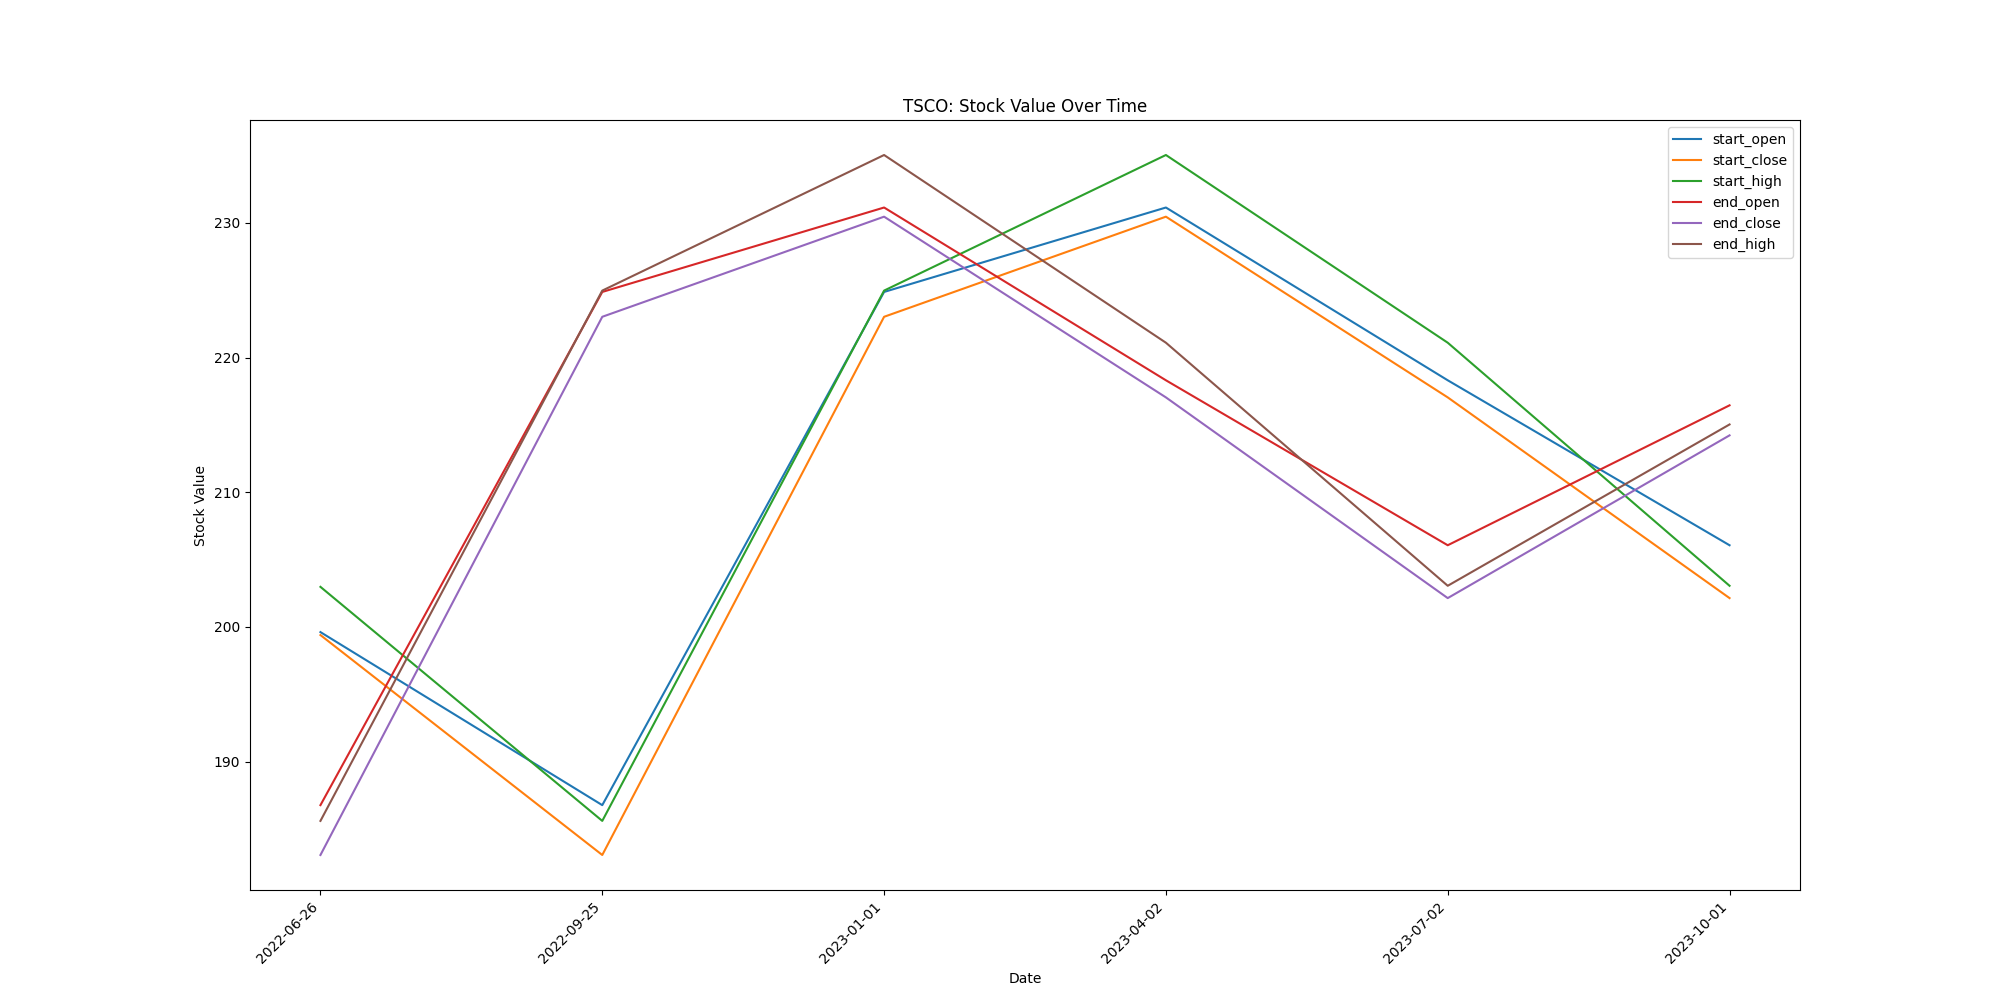 TSCO: Stock Value Over Time
start_open
start_close
start_high
end_open
end_close
end_high
Stock Value
230
220
210
200
190
2022-06-26
2022-09-25
2023-01-01
2023-04-02
2023-07-02
2023-10-01
Date